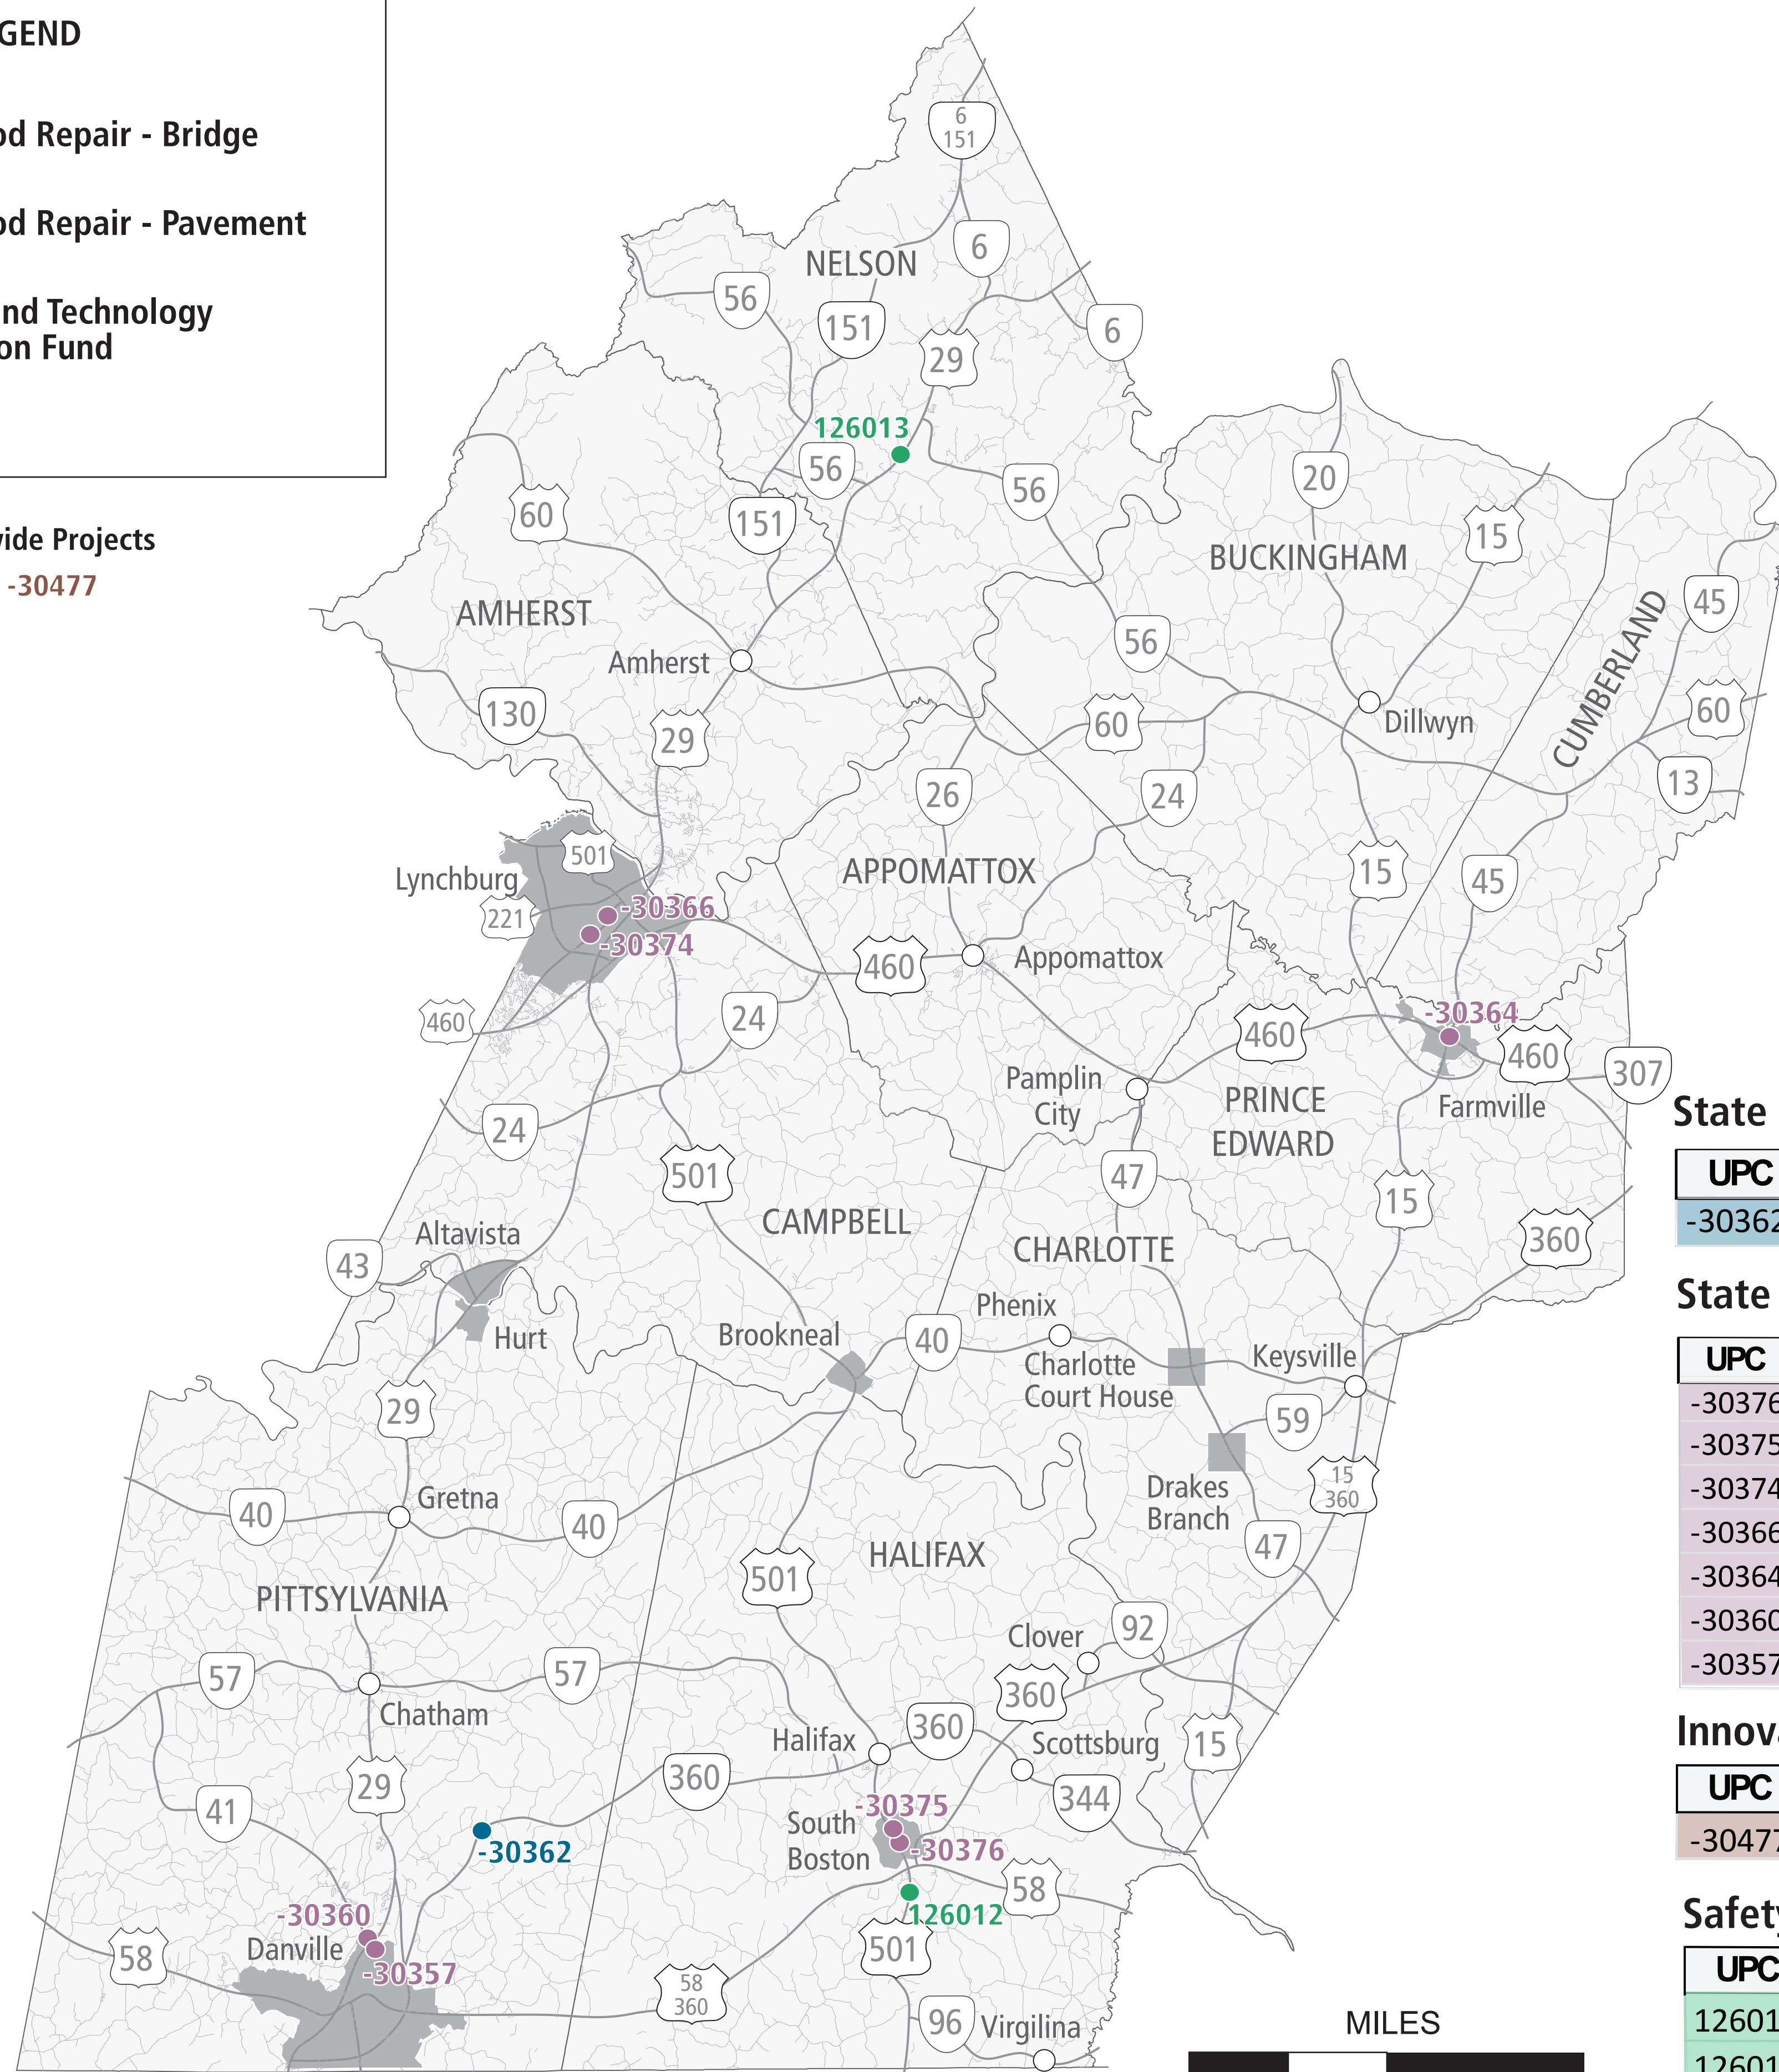 GEND
od Repair - Bridge
od Repair - Pavement
nd Technology
on Fund
ide Projects
-30477
6
151
NELSON
6
56
151
6
29
126013
56
56
20
60
151
15
BUCKINGHAM
AMHERST
45
56
CUMBERLAND
Amherst
130
29
60
60
Dillwyn
13
26
24
501
APPOMATTOX
15
45
Lynchburg
221
-30366
-30374
460
Appomattox
460
24
460
-30364
460
307
Pamplin
City
PRINCE
EDWARD
Farmville
State
24
UPC
501
47
15
-30362
CAMPBELL
Altavista
CHARLOTTE
360
43
State
Phenix
Hurt
Brookneal
40
Charlotte
Court House
Keysville
UPC
29
59
-30376
-30375
15
360
-30374
Drakes
Branch
40
Gretna
40
-30366
47
HALIFAX
501
-30364
PITTSYLVANIA
-30360
Clover
92
-30357
57
57
360
Chatham
Halifax
360
Scottsburg
15
Innova
29
360
UPC
41
344
-30375
South
Boston
-30376
-30362
-30477
58
126012
-30360
Danville
58
501
-30357
Safety
58
360
UPC
96
Virgilina
MILES
12601
12601